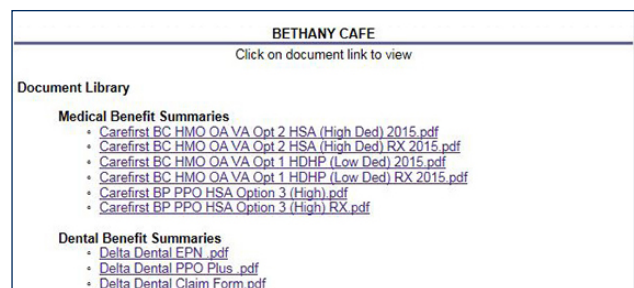 BETHANY CAFE
Click on document link to view
Document Library
Medical Benefit Summaries
Carefirst BC HMO OA VA Opt 2 HSA (High Ded) 2015.pdf
Carefirst BC HMO OA VA Opt 2 HSA (High Ded) RX 2015.pdf
Carefirst BC HMO OA VA Opt 1 HDHP (Low Ded) 2015.pdf
Carefirst BC HMO OA VA Opt 1 HDHP (Low Ded) RX 2015.pdf
Carefirst BP PPO HSA Option 3 (High).pdf
Carefirst BP PPO HSA Option 3 (High) RX.pdf
Dental Benefit Summaries
Delta Dental EPN .pdf
Delta Dental PPO Plus .pdf
Delta Dental Claim Form.pdf